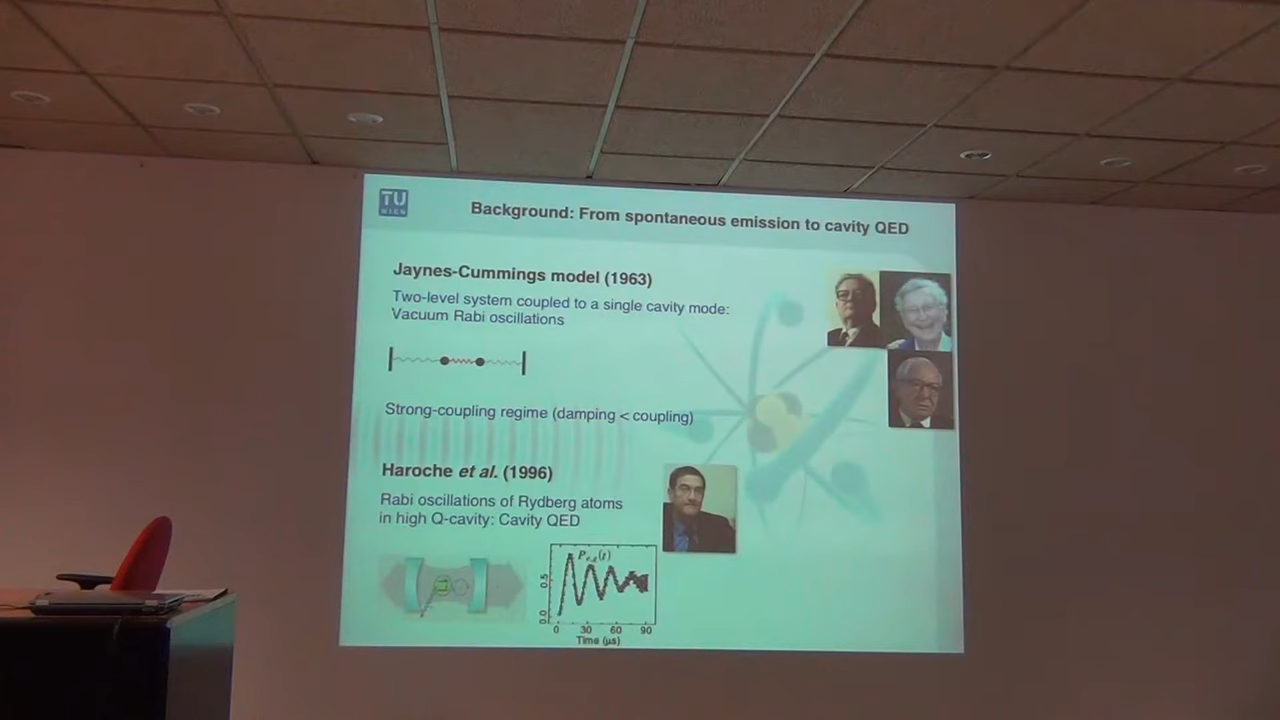 TU
WIEN
Background: From spontaneous emission to cavity QED
Jaynes-Cummings model (1963)
Two-level system coupled to a single cavity mode:
Vacuum Rabi oscillations
Strong-coupling regime (damping < coupling)
Haroche et al. (1996)
Rabi oscillations of Rydberg atoms
in high Q-cavity: Cavity QED
0.5
0.0
0 30 60 90
Time (μs)